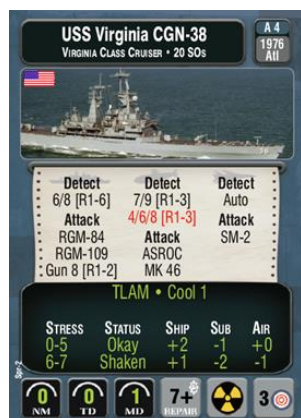 USS Virginia CGN-38
Virginia Class Cruiser • 20 SOs
A 4
1976
All
Detect Detect Detect
6/8 [R1-6] 7/9 [R1-3] Auto
Attack 4/6/8 [R1-3] Attack
RGM-84 Attack SM-2
RGM-109 ASROC
Gun 8 [R1-2] MK 46
TLAM • Cool 1
Stress Status Ship Sub Air
0-5 Okay +2 -1 +0
6-7 Shaken +1 -2 -1
Spr-2
0 0 1 7+ 3
NM TD MD REPAIR